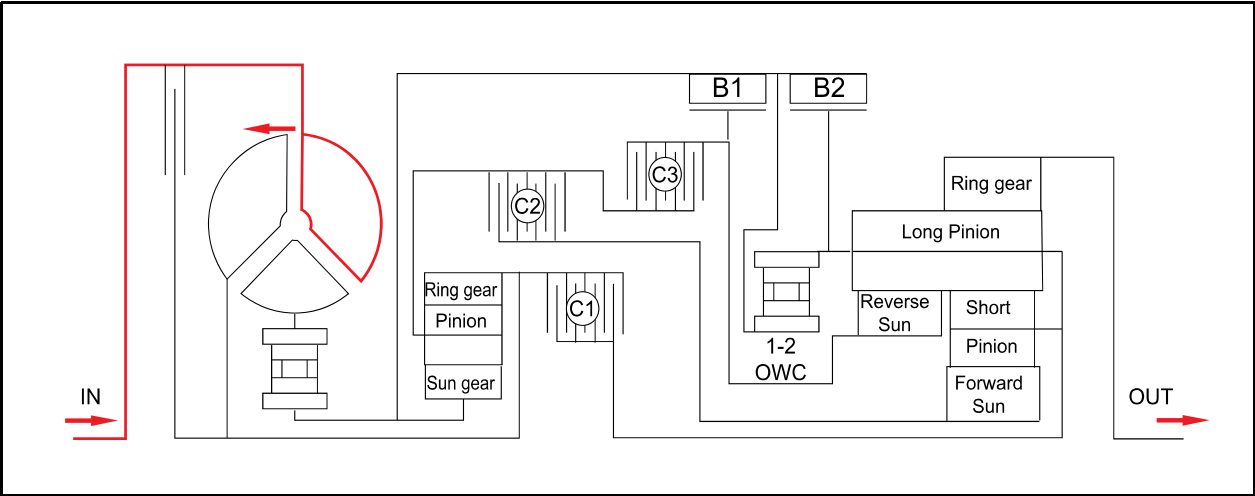 B1
B2
C3
C2
Ring gear
Long Pinion
Ring gear
Pinion
Sun gear
C1
Reverse
Sun
Short
Pinion
1-2
OWC
Forward
Sun
IN
OUT